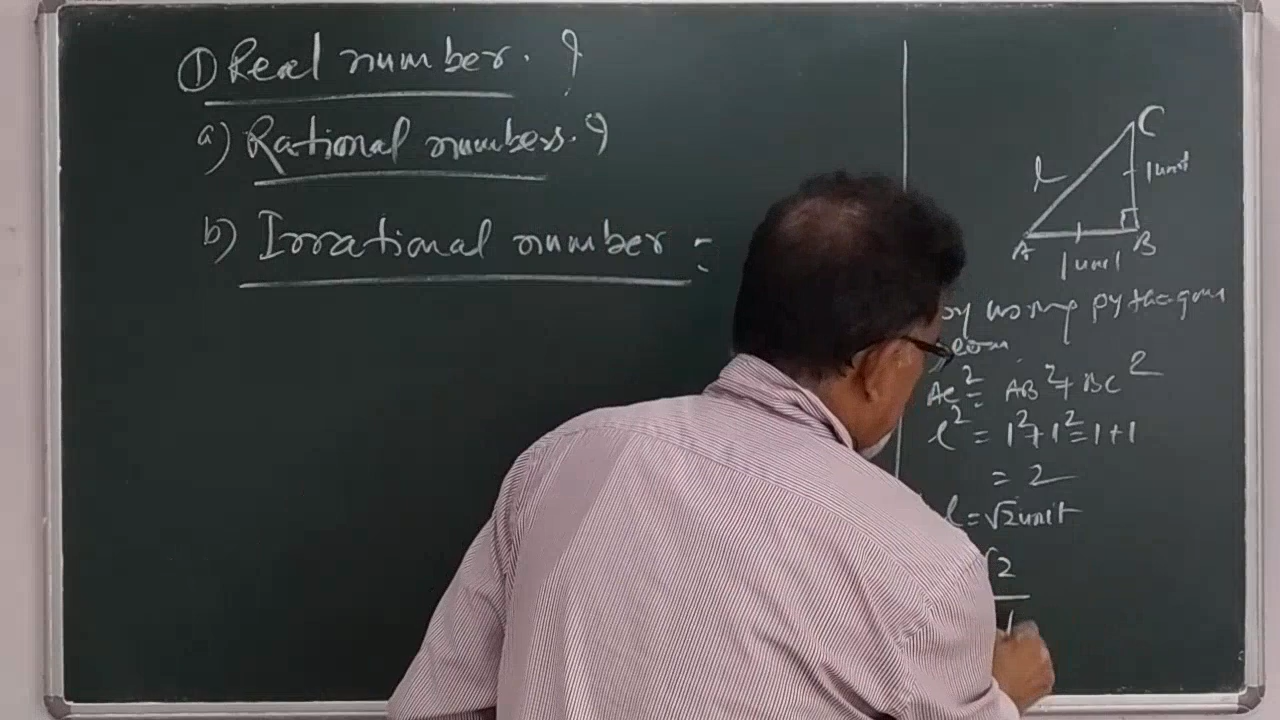 ① Real number. ?
a) Rational numbers. ?
b) Irrational number :
C
l
1 unit
A
B
1 unit
using pythagoras
AC² = AB² + BC²
l² = 1² + 1² = 1 + 1
= 2
l = √2 unit
√2
1